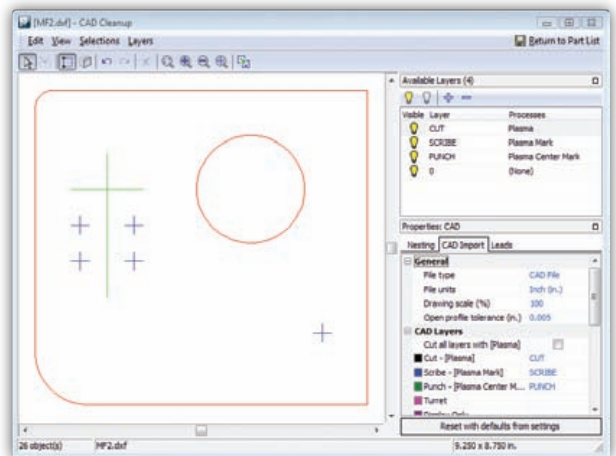 [MF2.dxf] - CAD Cleanup
Edit View Selections Layers Return to Part List
Available Layers (4)
Visible Layer Processes
CUT Plasma
SCRIBE Plasma Mark
PUNCH Plasma Center Mark
0 (None)
Properties: CAD
Nesting CAD Import Leads
General
File type CAD File
File units Inch (in.)
Drawing scale (%) 100
Open profile tolerance (in.) 0.005
CAD Layers
Cut all layers with [Plasma]
Cut - [Plasma] CUT
Scribe - [Plasma Mark] SCRIBE
Punch - [Plasma Center M... PUNCH
Turret
Display Only
Reset with defaults from settings
26 object(s) MF2.dxf 9.250 x 8.750 in.